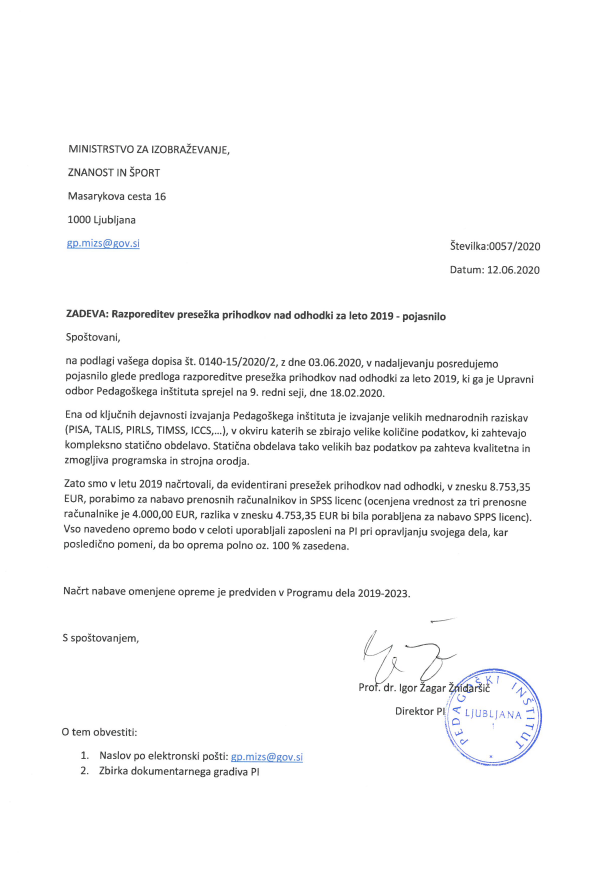 MINISTRSTVO ZA IZOBRAŽEVANJE,
ZNANOST IN ŠPORT
Masarykova cesta 16
1000 Ljubljana
gp.mizs@gov.si
Številka:0057/2020
Datum: 12.06.2020
ZADEVA: Razporeditev presežka prihodkov nad odhodki za leto 2019 - pojasnilo
Spoštovani,
na podlagi vašega dopisa št. 0140-15/2020/2, z dne 03.06.2020, v nadaljevanju posredujemo
pojasnilo glede predloga razporeditve presežka prihodkov nad odhodki za leto 2019, ki ga je Upravni
odbor Pedagoškega inštituta sprejel na 9. redni seji, dne 18.02.2020.
Ena od ključnih dejavnosti izvajanja Pedagoškega inštituta je izvajanje velikih mednarodnih raziskav
(PISA, TALIS, PIRLS, TIMSS, ICCS,...), v okviru katerih se zbirajo velike količine podatkov, ki zahtevajo
kompleksno statično obdelavo. Statična obdelava tako velikih baz podatkov pa zahteva kvalitetna in
zmogljiva programska in strojna orodja.
Zato smo v letu 2019 načrtovali, da evidentirani presežek prihodkov nad odhodki, v znesku 8.753,35
EUR, porabimo za nabavo prenosnih računalnikov in SPSS licenc (ocenjena vrednost za tri prenosne
računalnike je 4.000,00 EUR, razlika v znesku 4.753,35 EUR bi bila porabljena za nabavo SPPS licenc).
Vso navedeno opremo bodo v celoti uporabljali zaposleni na PI pri opravljanju svojega dela, kar
posledično pomeni, da bo oprema polno oz. 100 % zasedena.
Načrt nabave omenjene opreme je predviden v Programu dela 2019-2023.
S spoštovanjem,
Prof. dr. Igor Žagar Žnidaršič
Direktor PI
PEDAGOŠKI INŠTITUT
LJUBLJANA
1
O tem obvestiti:
1. Naslov po elektronski pošti: gp.mizs@gov.si
2. Zbirka dokumentarnega gradiva PI